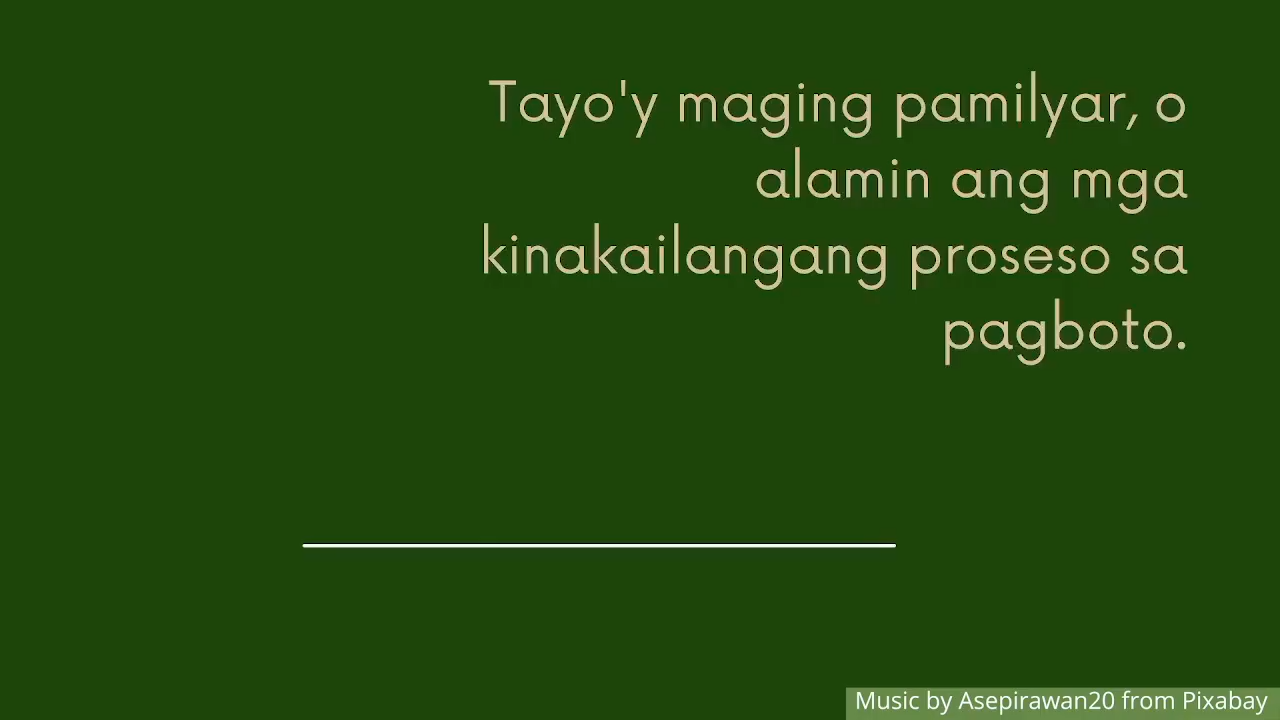 Tayo'y maging pamilyar, o
alamin ang mga
kinakailangang proseso sa
pagboto.
Music by Asepirawan20 from Pixabay